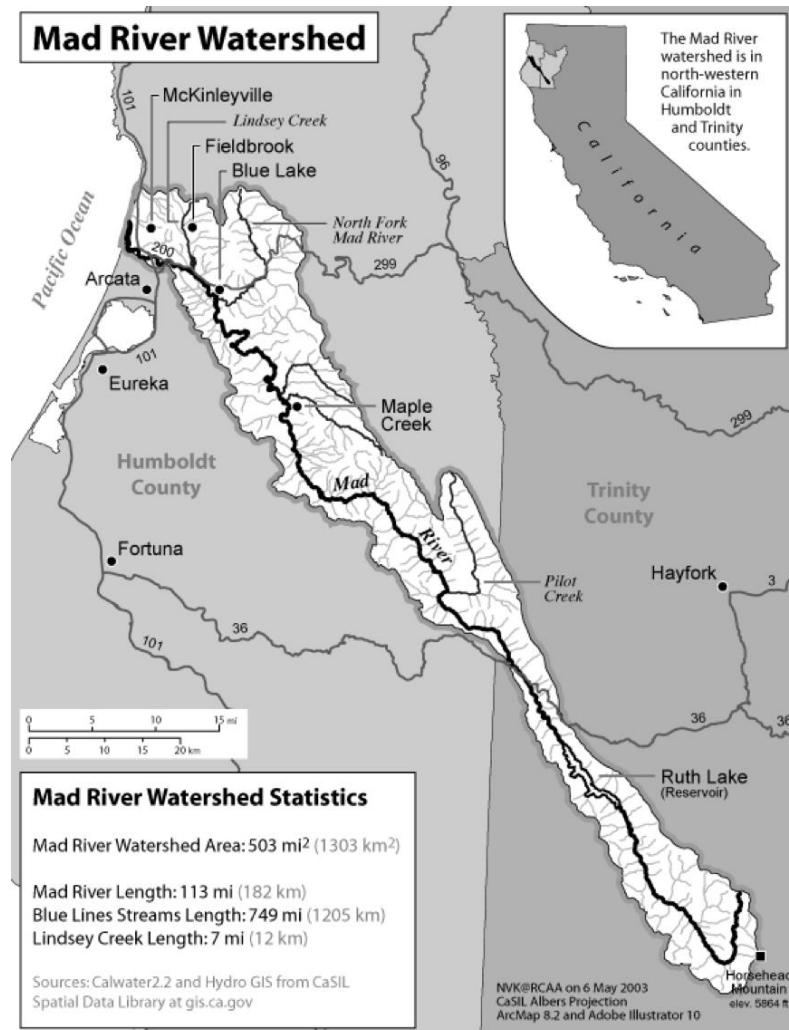 Mad River Watershed
The Mad River
watershed is in
north-western
California in
Humboldt
and Trinity
counties.
California
101
McKinleyville
Lindsey Creek
Fieldbrook
Blue Lake
96
North Fork
Mad River
Pacific Ocean
200
299
Arcata
101
Eureka
Maple
Creek
299
Humboldt
County
Mad
River
Trinity
County
Fortuna
Pilot
Creek
Hayfork
3
36
101
36
36
0 5 10 15 mi
0 5 10 15 20 km
Ruth Lake
(Reservoir)
Mad River Watershed Statistics
Mad River Watershed Area: 503 mi² (1303 km²)
Mad River Length: 113 mi (182 km)
Blue Lines Streams Length: 749 mi (1205 km)
Lindsey Creek Length: 7 mi (12 km)
Sources: Calwater2.2 and Hydro GIS from CaSIL
Spatial Data Library at gis.ca.gov
Horsehead
Mountain
elev. 5864 ft
NVK@RCAA on 6 May 2003
CaSIL Albers Projection
ArcMap 8.2 and Adobe Illustrator 10